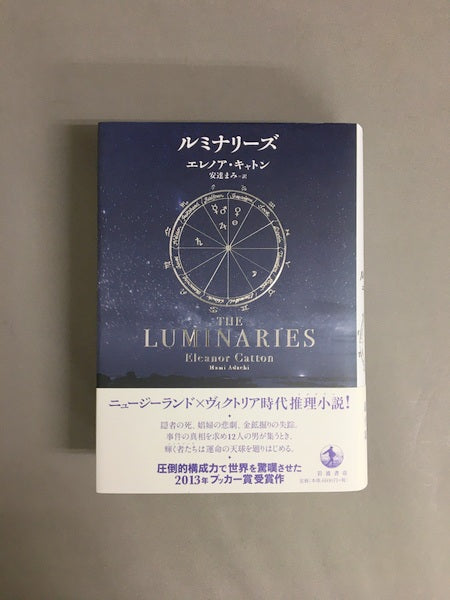 ルミナリーズ
エレノア・キャトン
安達まみ=訳
THE
LUMINARIES
Eleanor Catton
Mami Adachi
ニュージーランド×ヴィクトリア時代推理小説!
隠者の死、娼婦の悲劇、金鉱掘りの失踪。
事件の真相を求め12人の男が集うとき、
輝く者たちは運命の天球を廻りはじめる。
圧倒的構成力で世界を驚嘆させた
2013年ブッカー賞受賞作
岩波書店